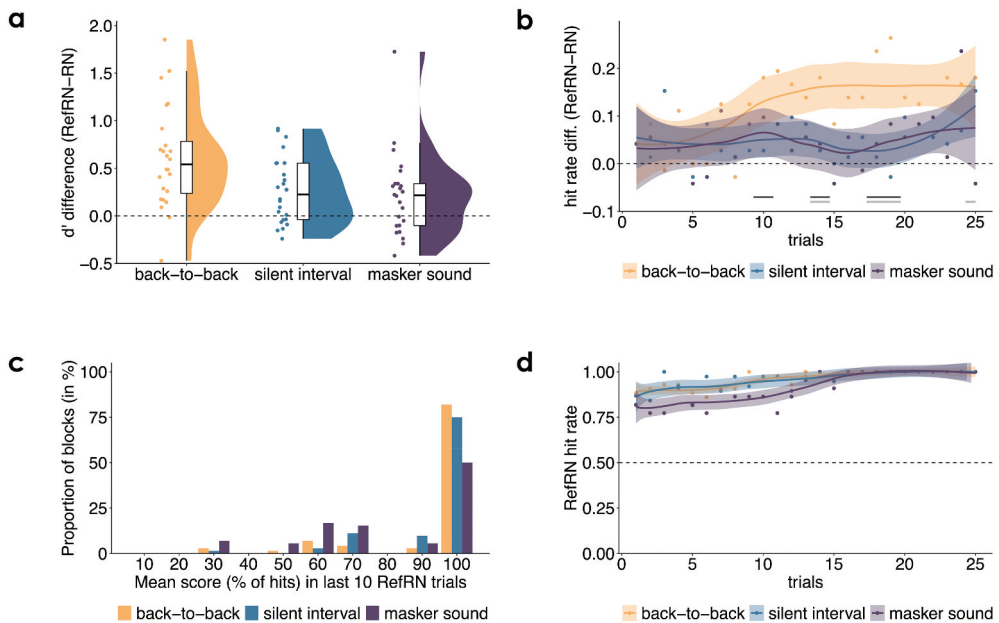 a
d' difference (RefRN−RN)
2.0
1.5
1.0
0.5
0.0
−0.5
back−to−back silent interval masker sound
b
hit rate diff. (RefRN−RN)
0.2
0.1
0.0
−0.1
0 5 10 15 20 25
trials
back−to−back silent interval masker sound
c
Proportion of blocks (in %)
100
75
50
25
0
10 20 30 40 50 60 70 80 90 100
Mean score (% of hits) in last 10 RefRN trials
back−to−back silent interval masker sound
d
RefRN hit rate
1.00
0.50
0.00
0 5 10 15 20 25
trials
back−to−back silent interval masker sound